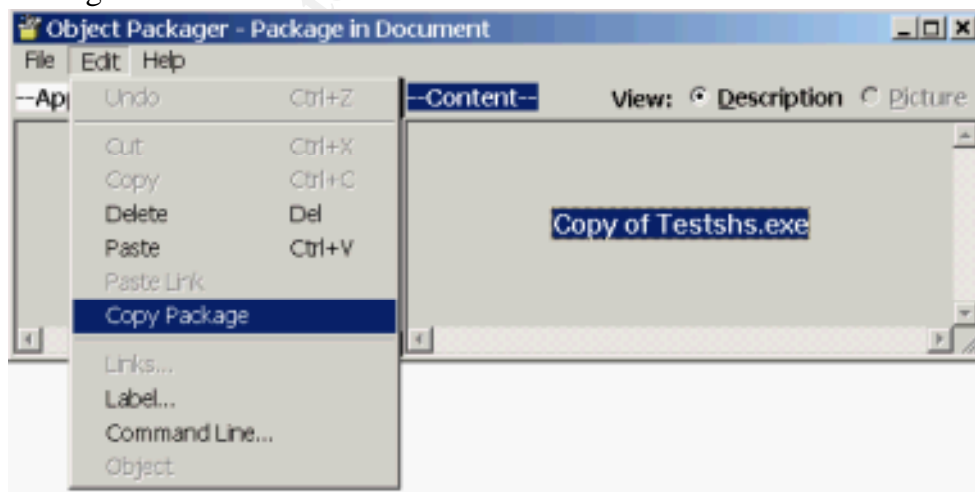 Object Packager - Package in Document
File Edit Help
--Content-- View: Description Picture
Undo Ctrl+Z
Cut Ctrl+X
Copy Ctrl+C
Delete Del
Paste Ctrl+V
Paste Link
Copy Package
Links...
Label...
Command Line...
Object
Copy of Testshs.exe